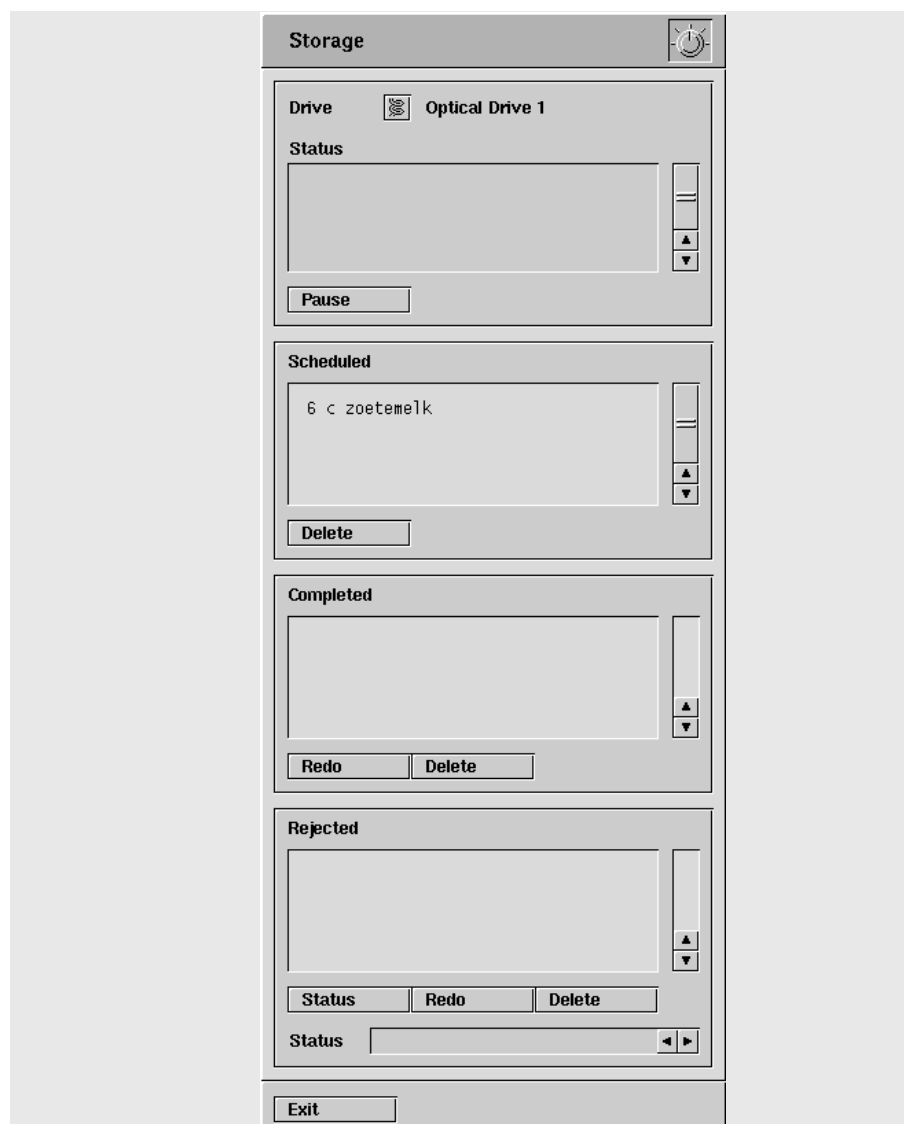 Storage
Drive Optical Drive 1
Status
Pause
Scheduled
6 c zoetemelk
Delete
Completed
Redo Delete
Rejected
Status Redo Delete
Status
Exit